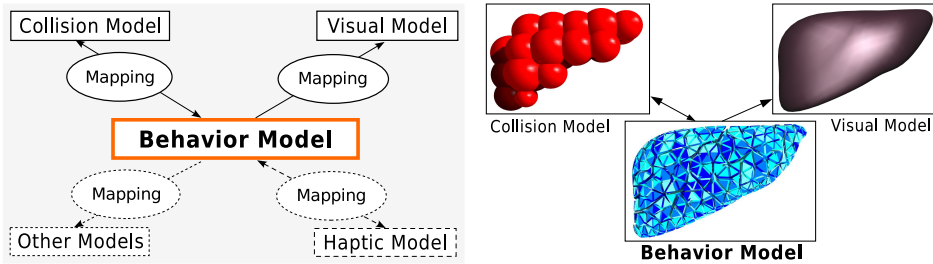 Collision Model
Visual Model
Mapping
Mapping
Behavior Model
Mapping
Mapping
Other Models
Haptic Model
Collision Model
Visual Model
Behavior Model